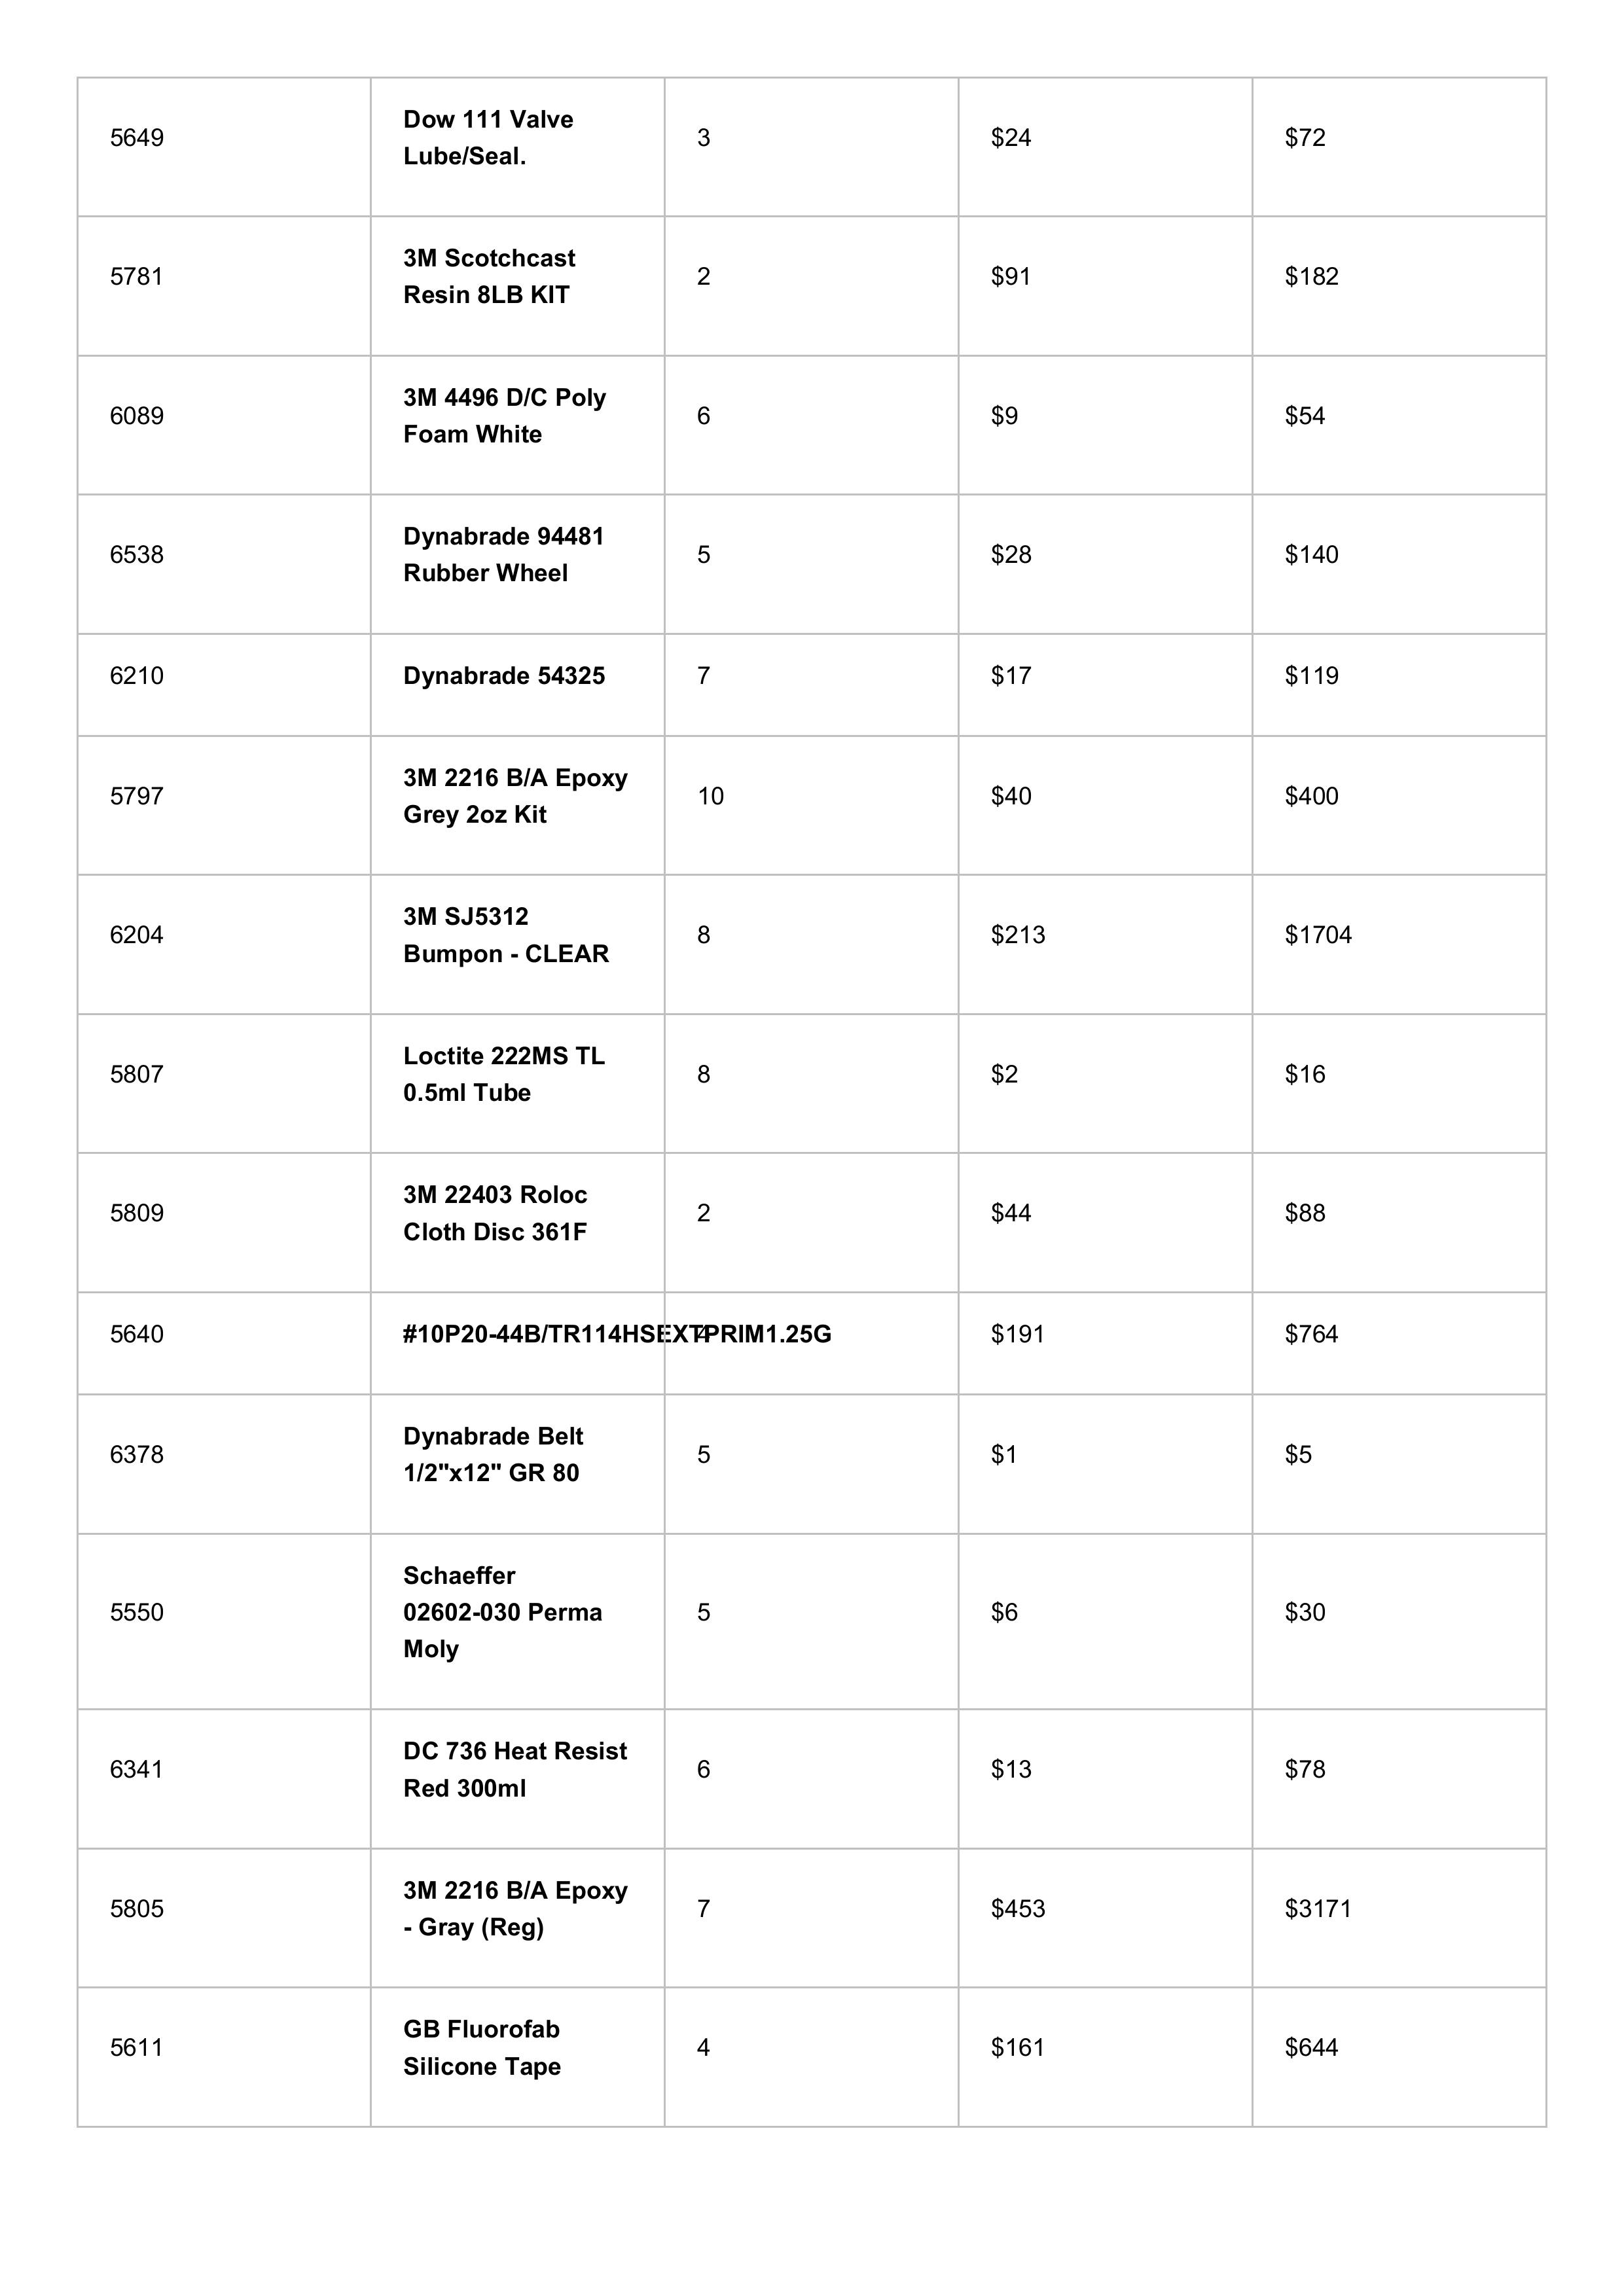 5649 Dow 111 Valve 3 $24 $72
Lube/Seal.
5781 3M Scotchcast 2 $91 $182
Resin 8LB KIT
6089 3M 4496 D/C Poly 6 $9 $54
Foam White
6538 Dynabrade 94481 5 $28 $140
Rubber Wheel
6210 Dynabrade 54325 7 $17 $119
5797 3M 2216 B/A Epoxy 10 $40 $400
Grey 2oz Kit
6204 3M SJ5312 8 $213 $1704
Bumpon - CLEAR
5807 Loctite 222MS TL 8 $2 $16
0.5ml Tube
5809 3M 22403 Roloc 2 $44 $88
Cloth Disc 361F
5640 #10P20-44B/TR114HSEXTPRIM1.25G 4 $191 $764
6378 Dynabrade Belt 5 $1 $5
1/2"x12" GR 80
5550 Schaeffer 5 $6 $30
02602-030 Perma
Moly
6341 DC 736 Heat Resist 6 $13 $78
Red 300ml
5805 3M 2216 B/A Epoxy 7 $453 $3171
- Gray (Reg)
5611 GB Fluorofab 4 $161 $644
Silicone Tape